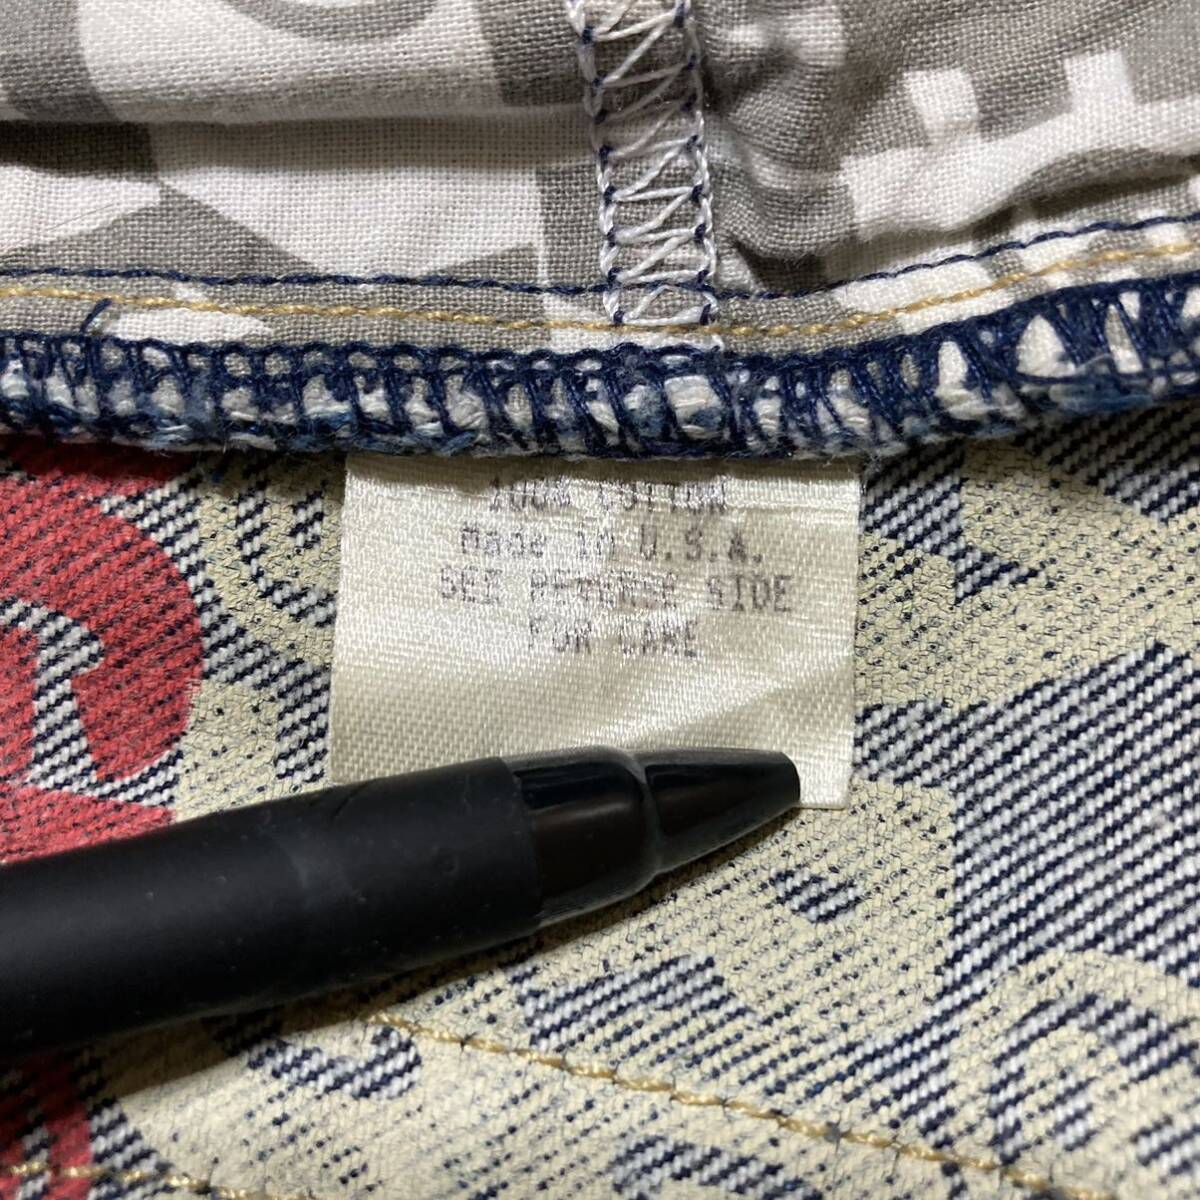 100% COTTON
Made in U.S.A.
SEE REVERSE SIDE
FOR CARE